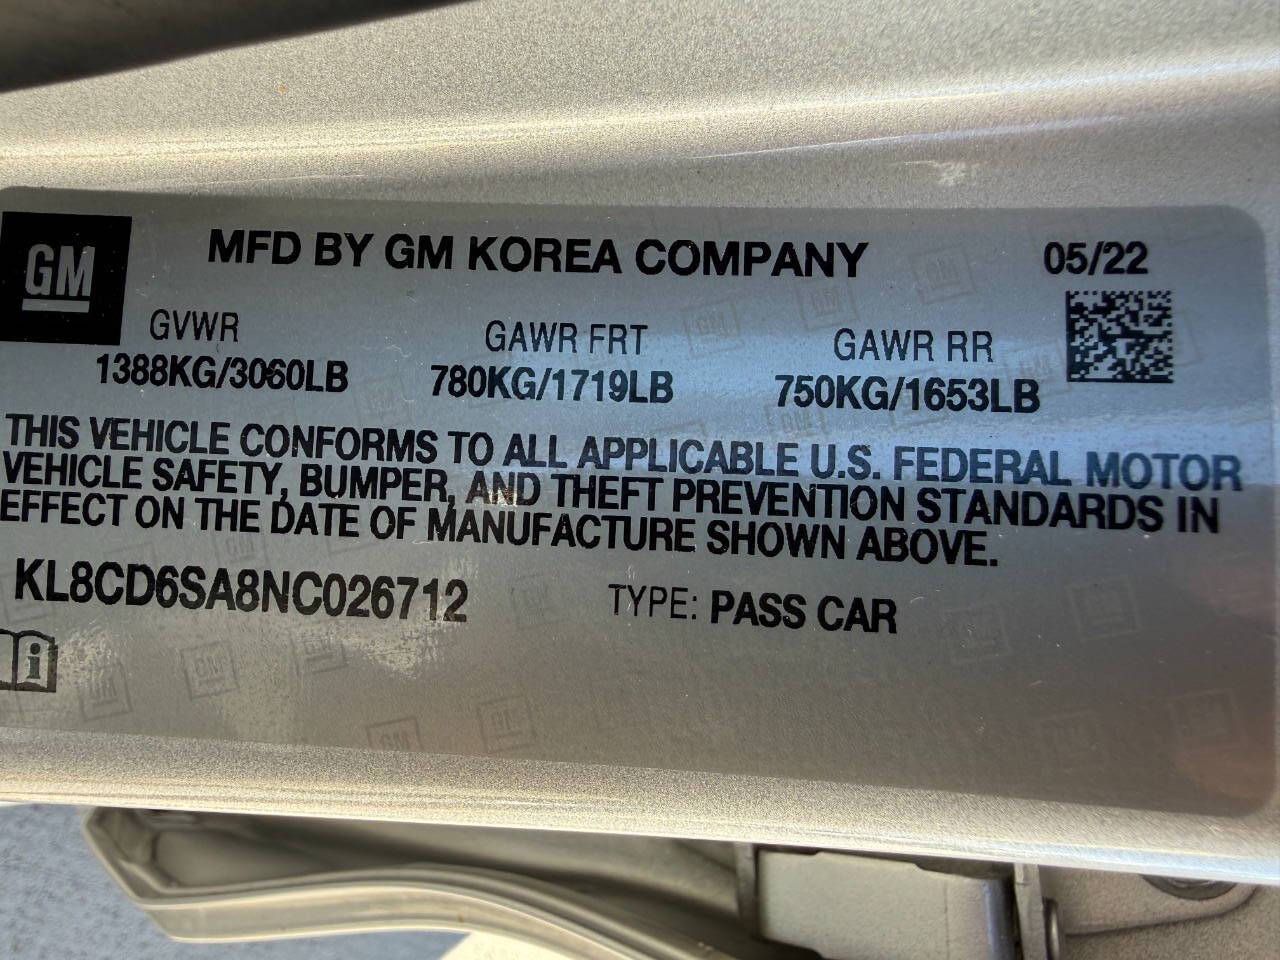 GM
MFD BY GM KOREA COMPANY 05/22
GVWR GAWR FRT GAWR RR
1388KG/3060LB 780KG/1719LB 750KG/1653LB
THIS VEHICLE CONFORMS TO ALL APPLICABLE U.S. FEDERAL MOTOR
VEHICLE SAFETY, BUMPER, AND THEFT PREVENTION STANDARDS IN
EFFECT ON THE DATE OF MANUFACTURE SHOWN ABOVE.
KL8CD6SA8NC026712 TYPE: PASS CAR
i